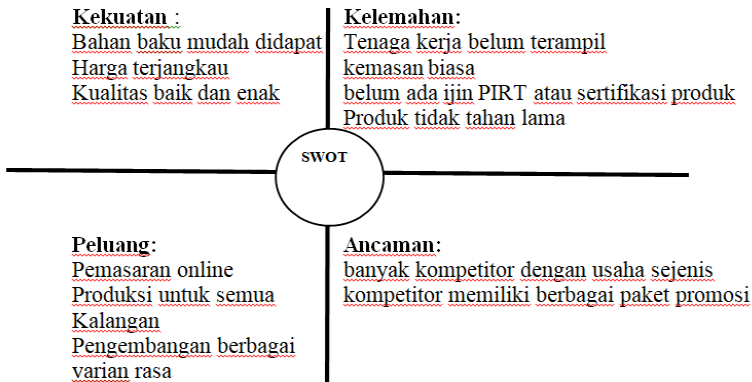 Kekuatan :
Bahan baku mudah didapat
Harga terjangkau
Kualitas baik dan enak
Kelemahan:
Tenaga kerja belum terampil
kemasan biasa
belum ada ijin PIRT atau sertifikasi produk
Produk tidak tahan lama
SWOT
Peluang:
Pemasaran online
Produksi untuk semua
Kalangan
Pengembangan berbagai
varian rasa
Ancaman:
banyak kompetitor dengan usaha sejenis
kompetitor memiliki berbagai paket promosi